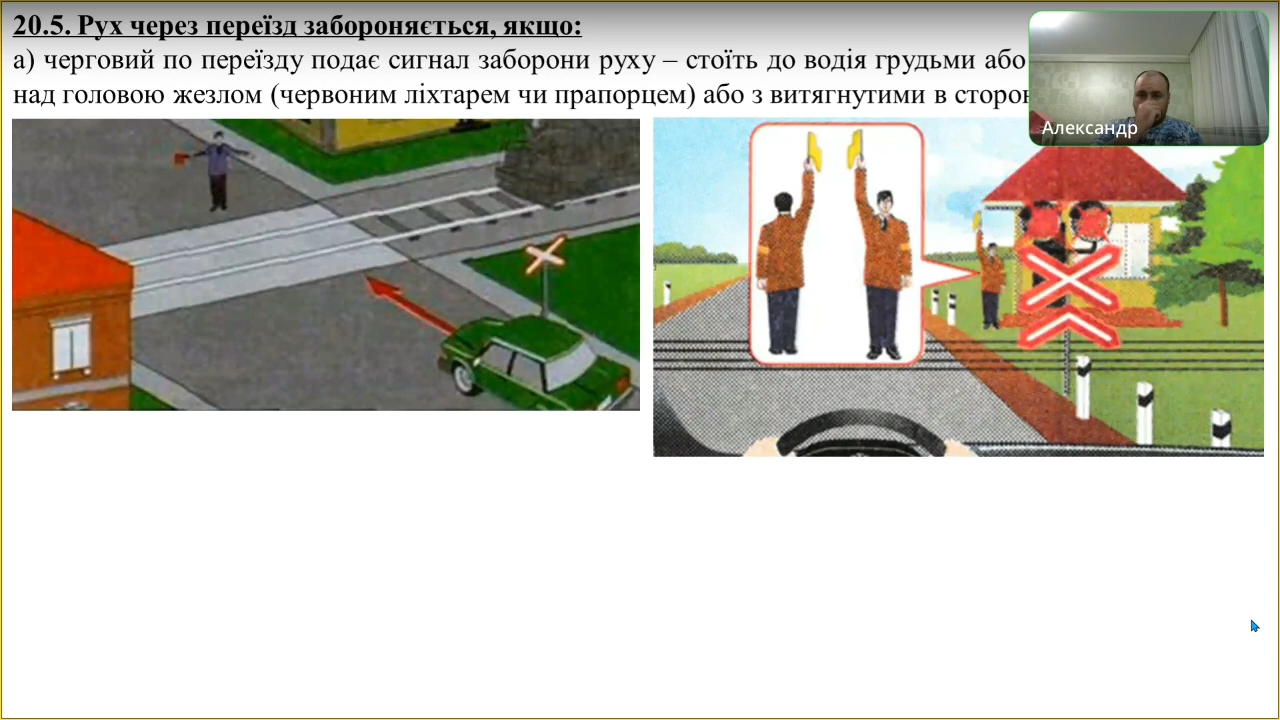 20.5. Рух через переїзд забороняється, якщо:
а) черговий по переїзду подає сигнал заборони руху – стоїть до водія грудьми або
над головою жезлом (червоним ліхтарем чи прапорцем) або з витягнутими в
Александр